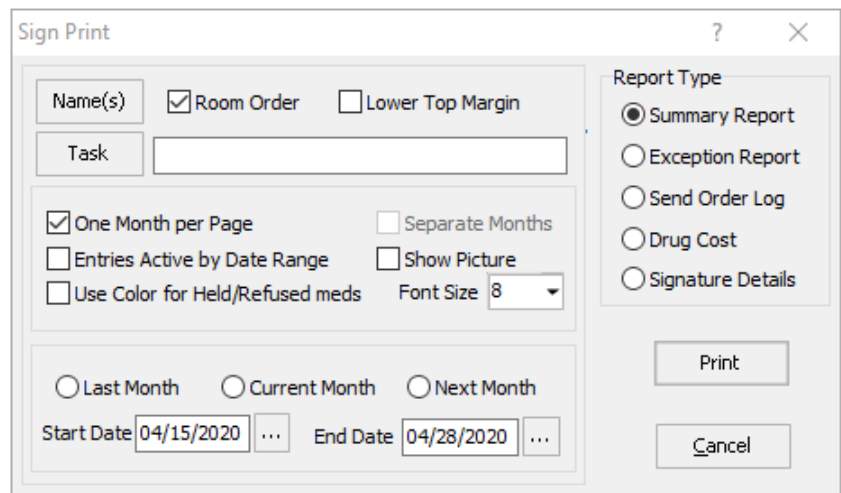 Sign Print ? ×
Name(s) Room Order Lower Top Margin
Task
One Month per Page Separate Months
Entries Active by Date Range Show Picture
Use Color for Held/Refused meds Font Size 8
Last Month Current Month Next Month
Start Date 04/15/2020 ... End Date 04/28/2020 ...
Report Type
Summary Report
Exception Report
Send Order Log
Drug Cost
Signature Details
Print
Cancel